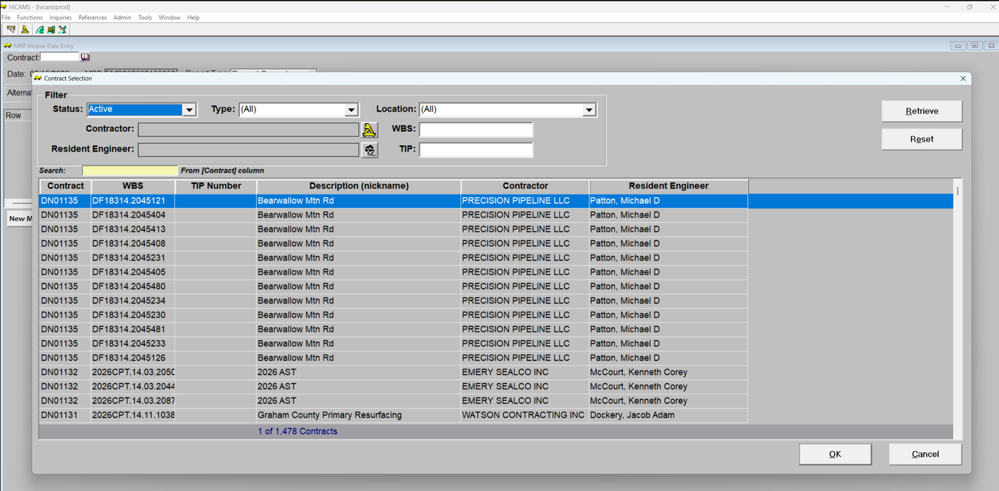 HiCAMS - [hicamsprod]
File Functions Inquiries References Admin Tools Window Help
MRR Mobile Data Entry
Contract:
Date:
Contract Selection
Alternat
Row
New M
Filter
Status: Active Type: (All) Location: (All)
Retrieve
Contractor: WBS:
Reset
Resident Engineer: TIP:
Search: From [Contract] column
Contract WBS TIP Number Description (nickname) Contractor Resident Engineer
DN01135 DF18314.2045121 Bearwallow Mtn Rd PRECISION PIPELINE LLC Patton, Michael D
DN01135 DF18314.2045404 Bearwallow Mtn Rd PRECISION PIPELINE LLC Patton, Michael D
DN01135 DF18314.2045413 Bearwallow Mtn Rd PRECISION PIPELINE LLC Patton, Michael D
DN01135 DF18314.2045408 Bearwallow Mtn Rd PRECISION PIPELINE LLC Patton, Michael D
DN01135 DF18314.2045231 Bearwallow Mtn Rd PRECISION PIPELINE LLC Patton, Michael D
DN01135 DF18314.2045405 Bearwallow Mtn Rd PRECISION PIPELINE LLC Patton, Michael D
DN01135 DF18314.2045480 Bearwallow Mtn Rd PRECISION PIPELINE LLC Patton, Michael D
DN01135 DF18314.2045234 Bearwallow Mtn Rd PRECISION PIPELINE LLC Patton, Michael D
DN01135 DF18314.2045230 Bearwallow Mtn Rd PRECISION PIPELINE LLC Patton, Michael D
DN01135 DF18314.2045481 Bearwallow Mtn Rd PRECISION PIPELINE LLC Patton, Michael D
DN01135 DF18314.2045233 Bearwallow Mtn Rd PRECISION PIPELINE LLC Patton, Michael D
DN01135 DF18314.2045126 Bearwallow Mtn Rd PRECISION PIPELINE LLC Patton, Michael D
DN01132 2026CPT.14.03.2050 2026 AST EMERY SEALCO INC McCourt, Kenneth Corey
DN01132 2026CPT.14.03.2044 2026 AST EMERY SEALCO INC McCourt, Kenneth Corey
DN01132 2026CPT.14.03.2087 2026 AST EMERY SEALCO INC McCourt, Kenneth Corey
DN01131 2026CPT.14.11.1038 Graham County Primary Resurfacing WATSON CONTRACTING INC Dockery, Jacob Adam
1 of 1,478 Contracts
OK Cancel